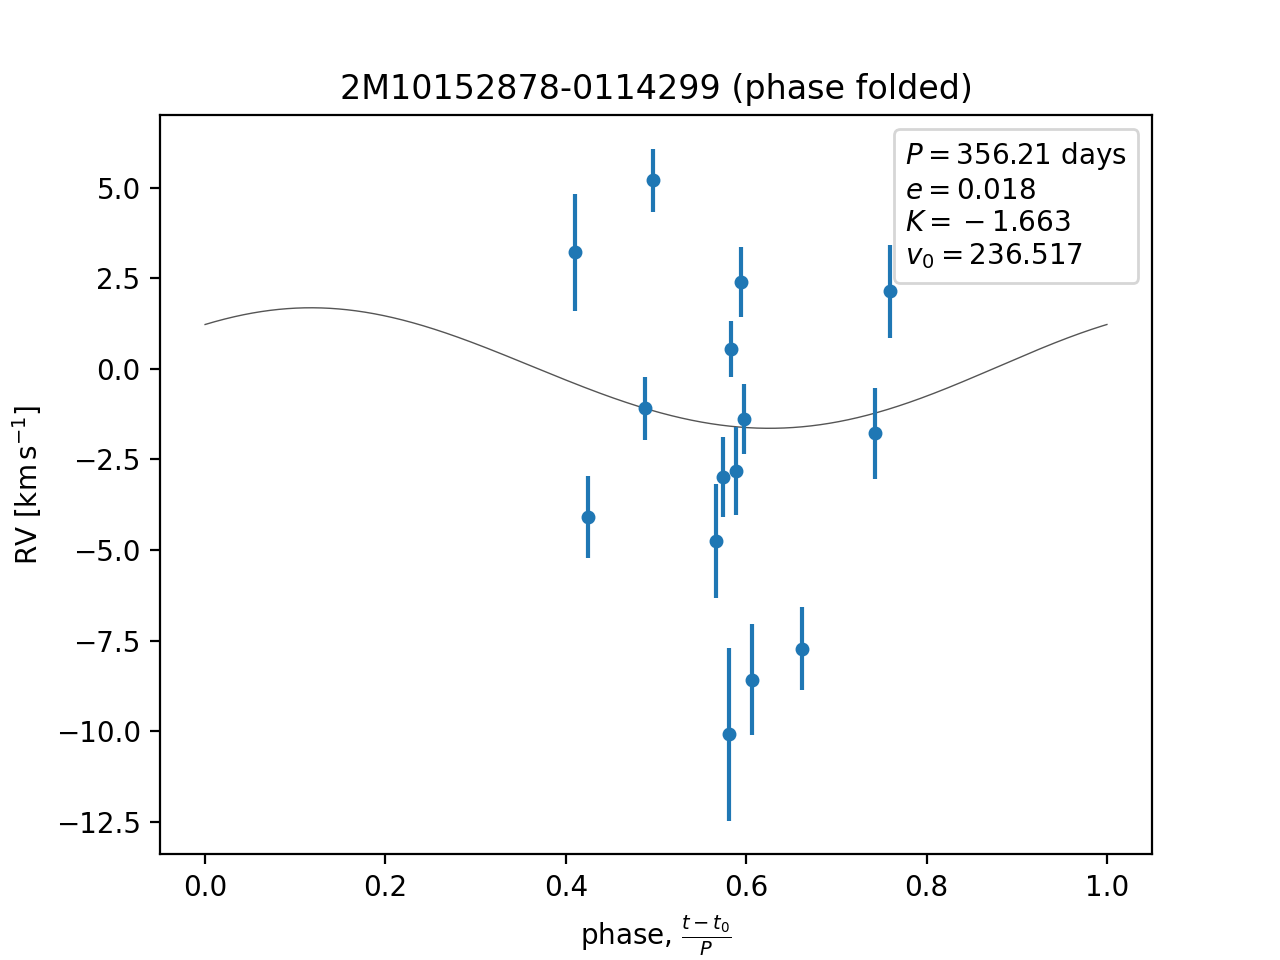 2M10152878-0114299 (phase folded)
P = 356.21 days
e = 0.018
K = −1.663
v₀ = 236.517
5.0
2.5
0.0
−2.5
−5.0
−7.5
−10.0
−12.5
RV [km s⁻¹]
0.0 0.2 0.4 0.6 0.8 1.0
phase, (t − t₀)/P